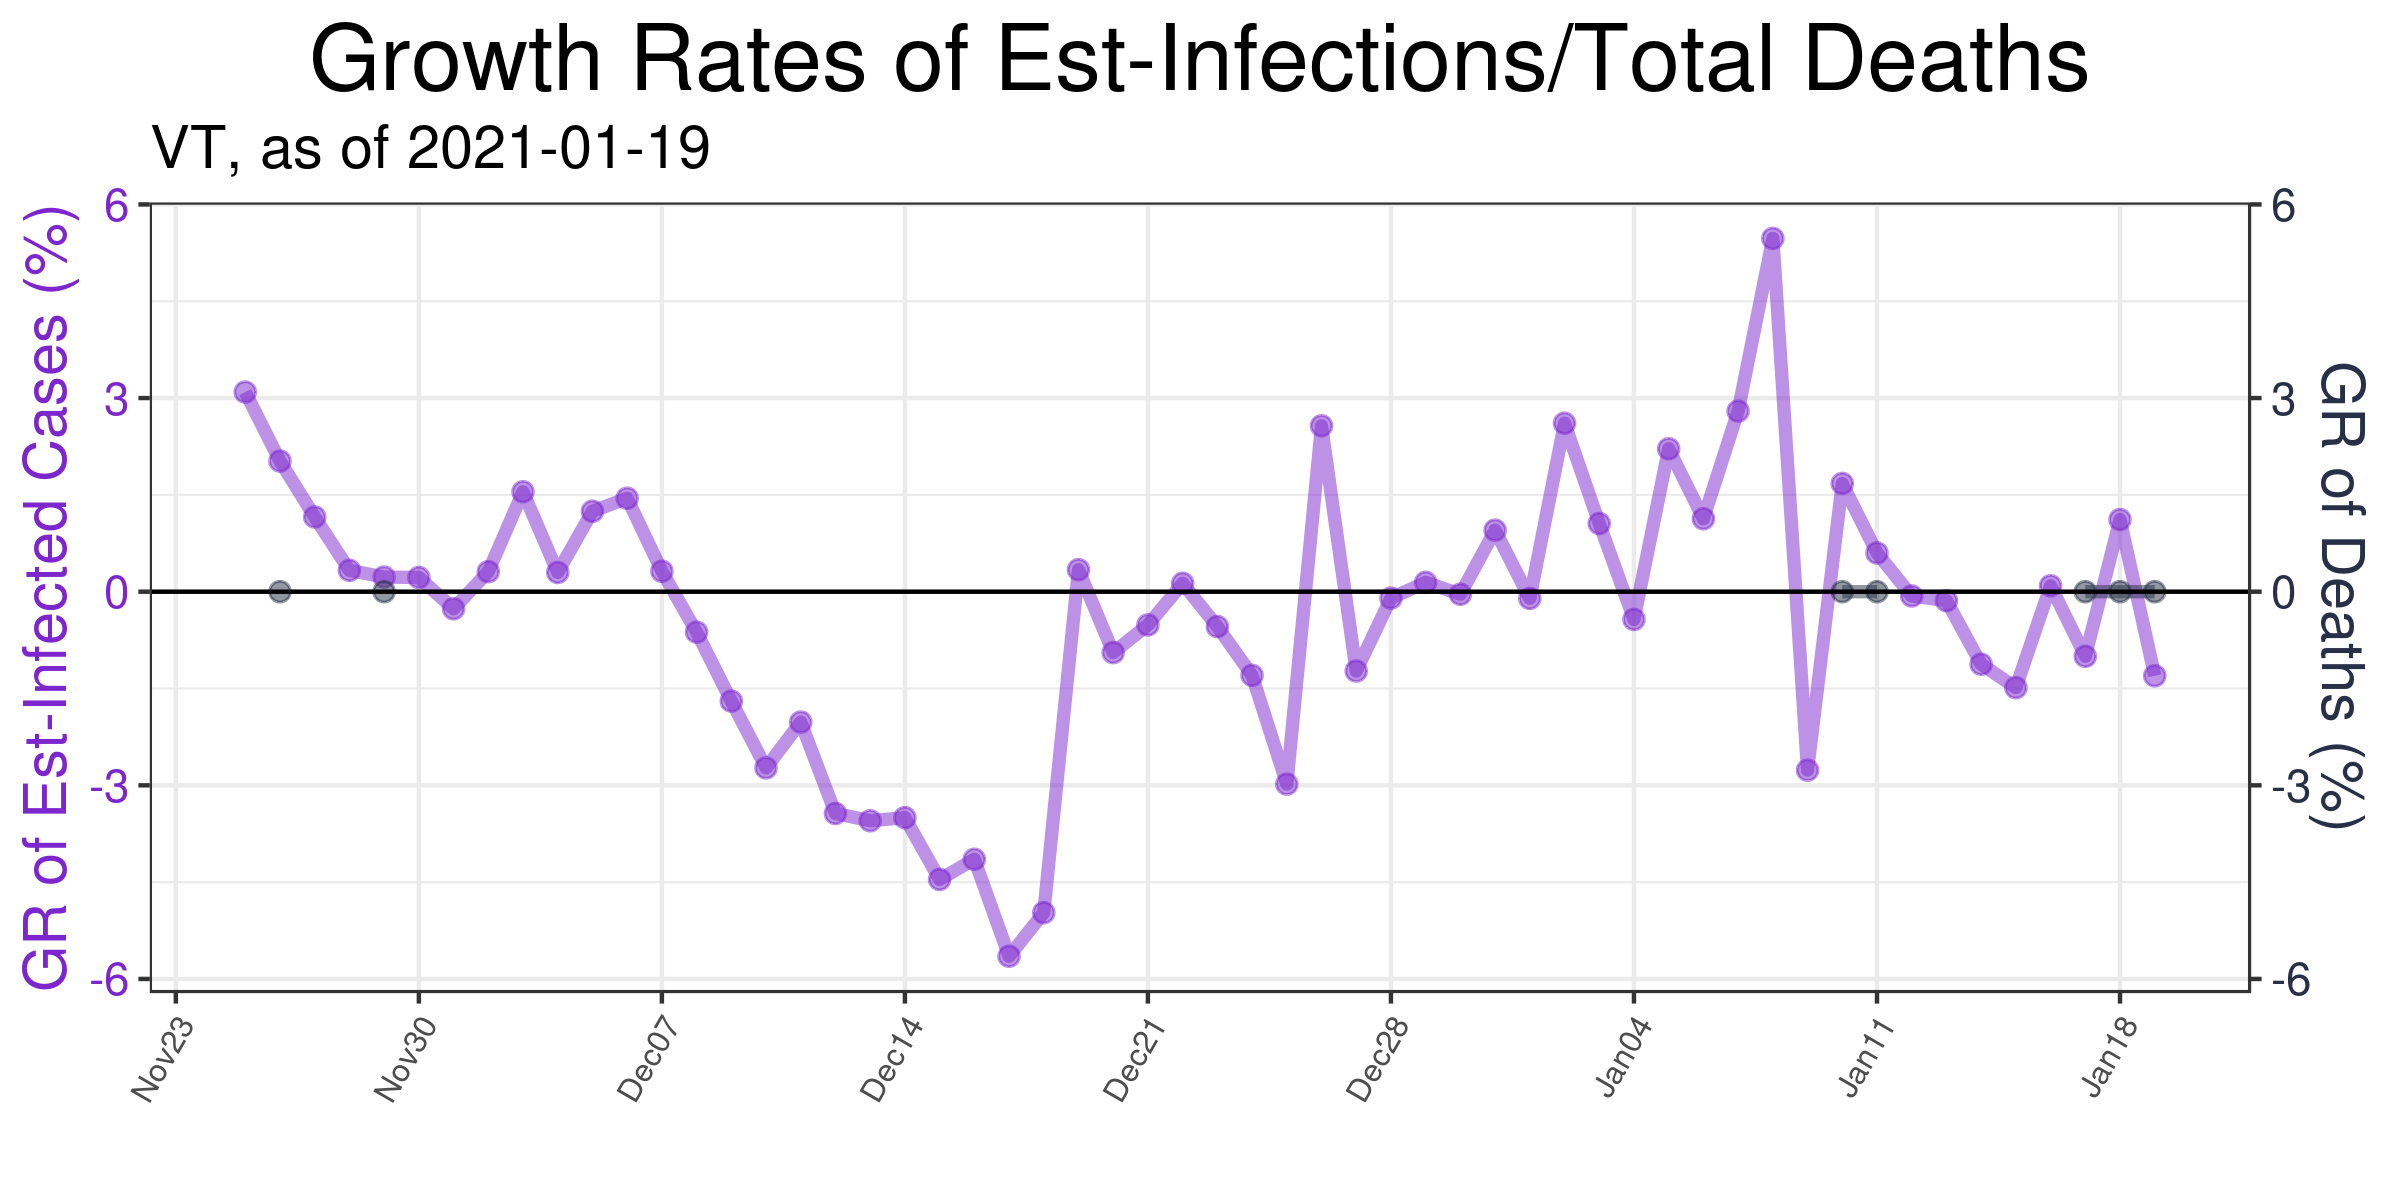 Growth Rates of Est-Infections/Total Deaths
VT, as of 2021-01-19
GR of Est-Infected Cases (%)
6
3
0
-3
-6
6
3
0
-3
-6
GR of Deaths (%)
Nov23
Nov30
Dec07
Dec14
Dec21
Dec28
Jan04
Jan11
Jan18